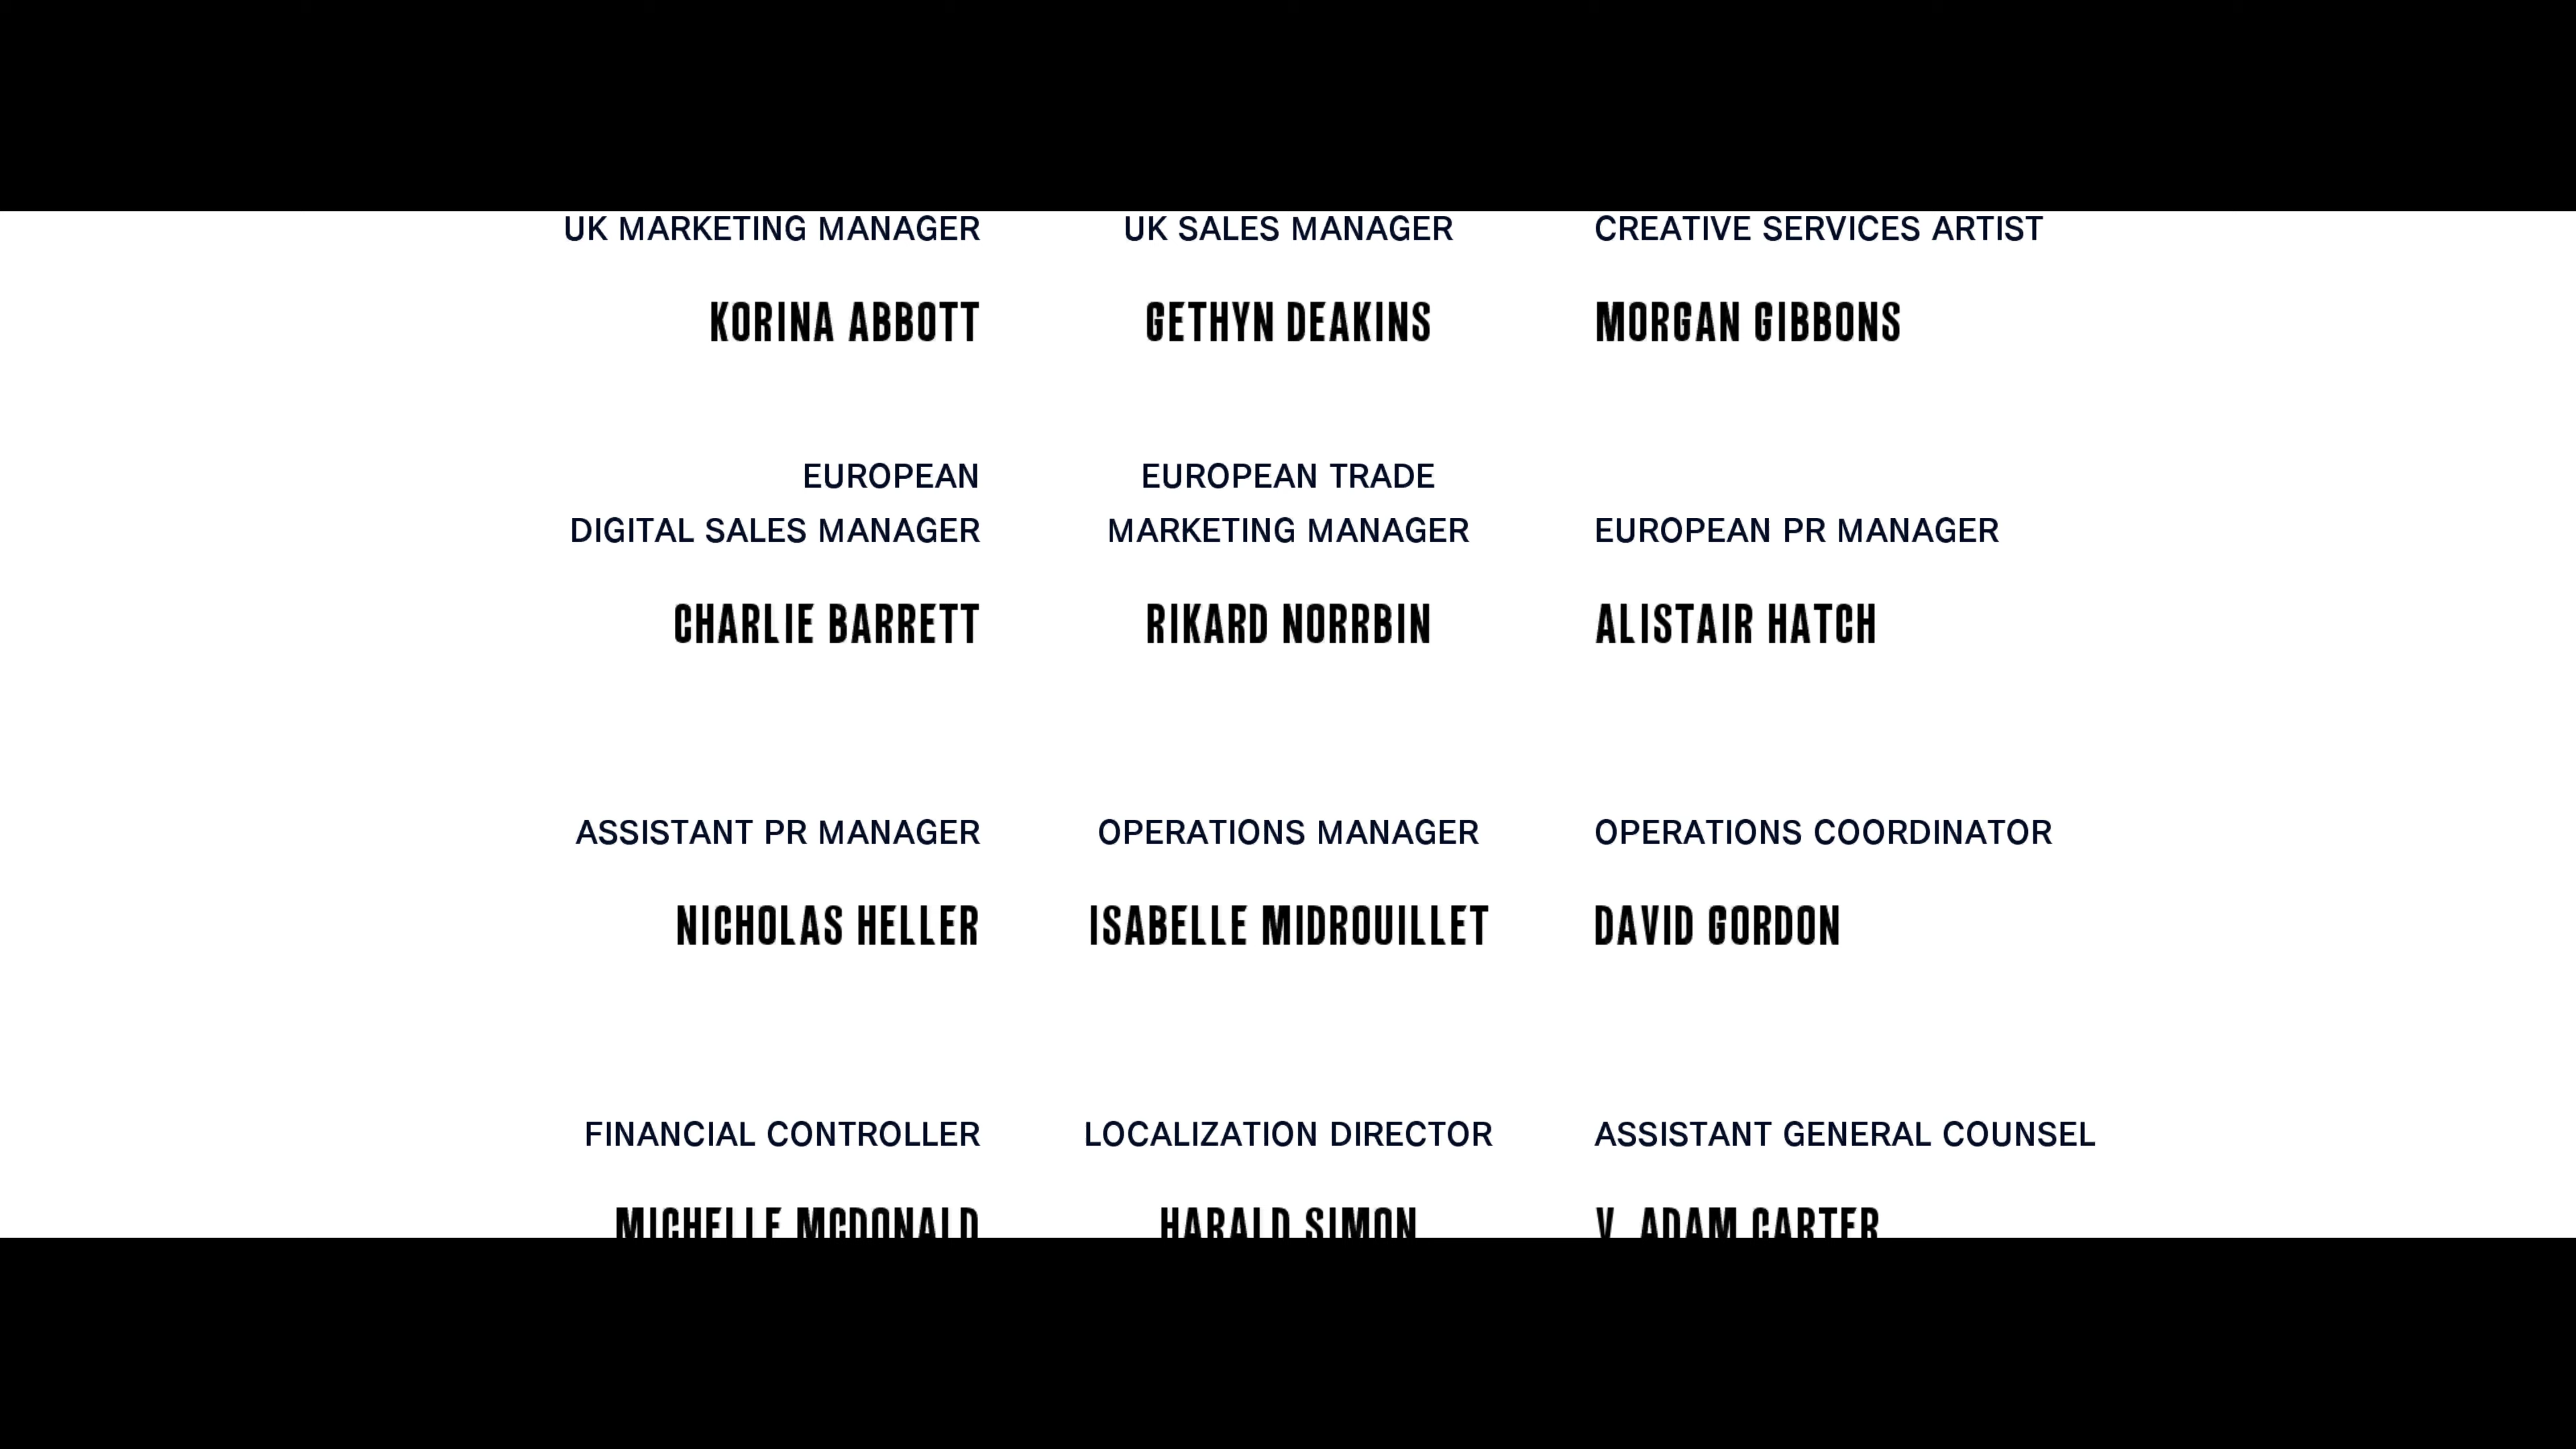 UK MARKETING MANAGER
KORINA ABBOTT
UK SALES MANAGER
GETHYN DEAKINS
CREATIVE SERVICES ARTIST
MORGAN GIBBONS
EUROPEAN
DIGITAL SALES MANAGER
CHARLIE BARRETT
EUROPEAN TRADE
MARKETING MANAGER
RIKARD NORRBIN
EUROPEAN PR MANAGER
ALISTAIR HATCH
ASSISTANT PR MANAGER
NICHOLAS HELLER
OPERATIONS MANAGER
ISABELLE MIDROUILLET
OPERATIONS COORDINATOR
DAVID GORDON
FINANCIAL CONTROLLER
MICHELLE MCDONALD
LOCALIZATION DIRECTOR
HARALD SIMON
ASSISTANT GENERAL COUNSEL
V. ADAM CARTER